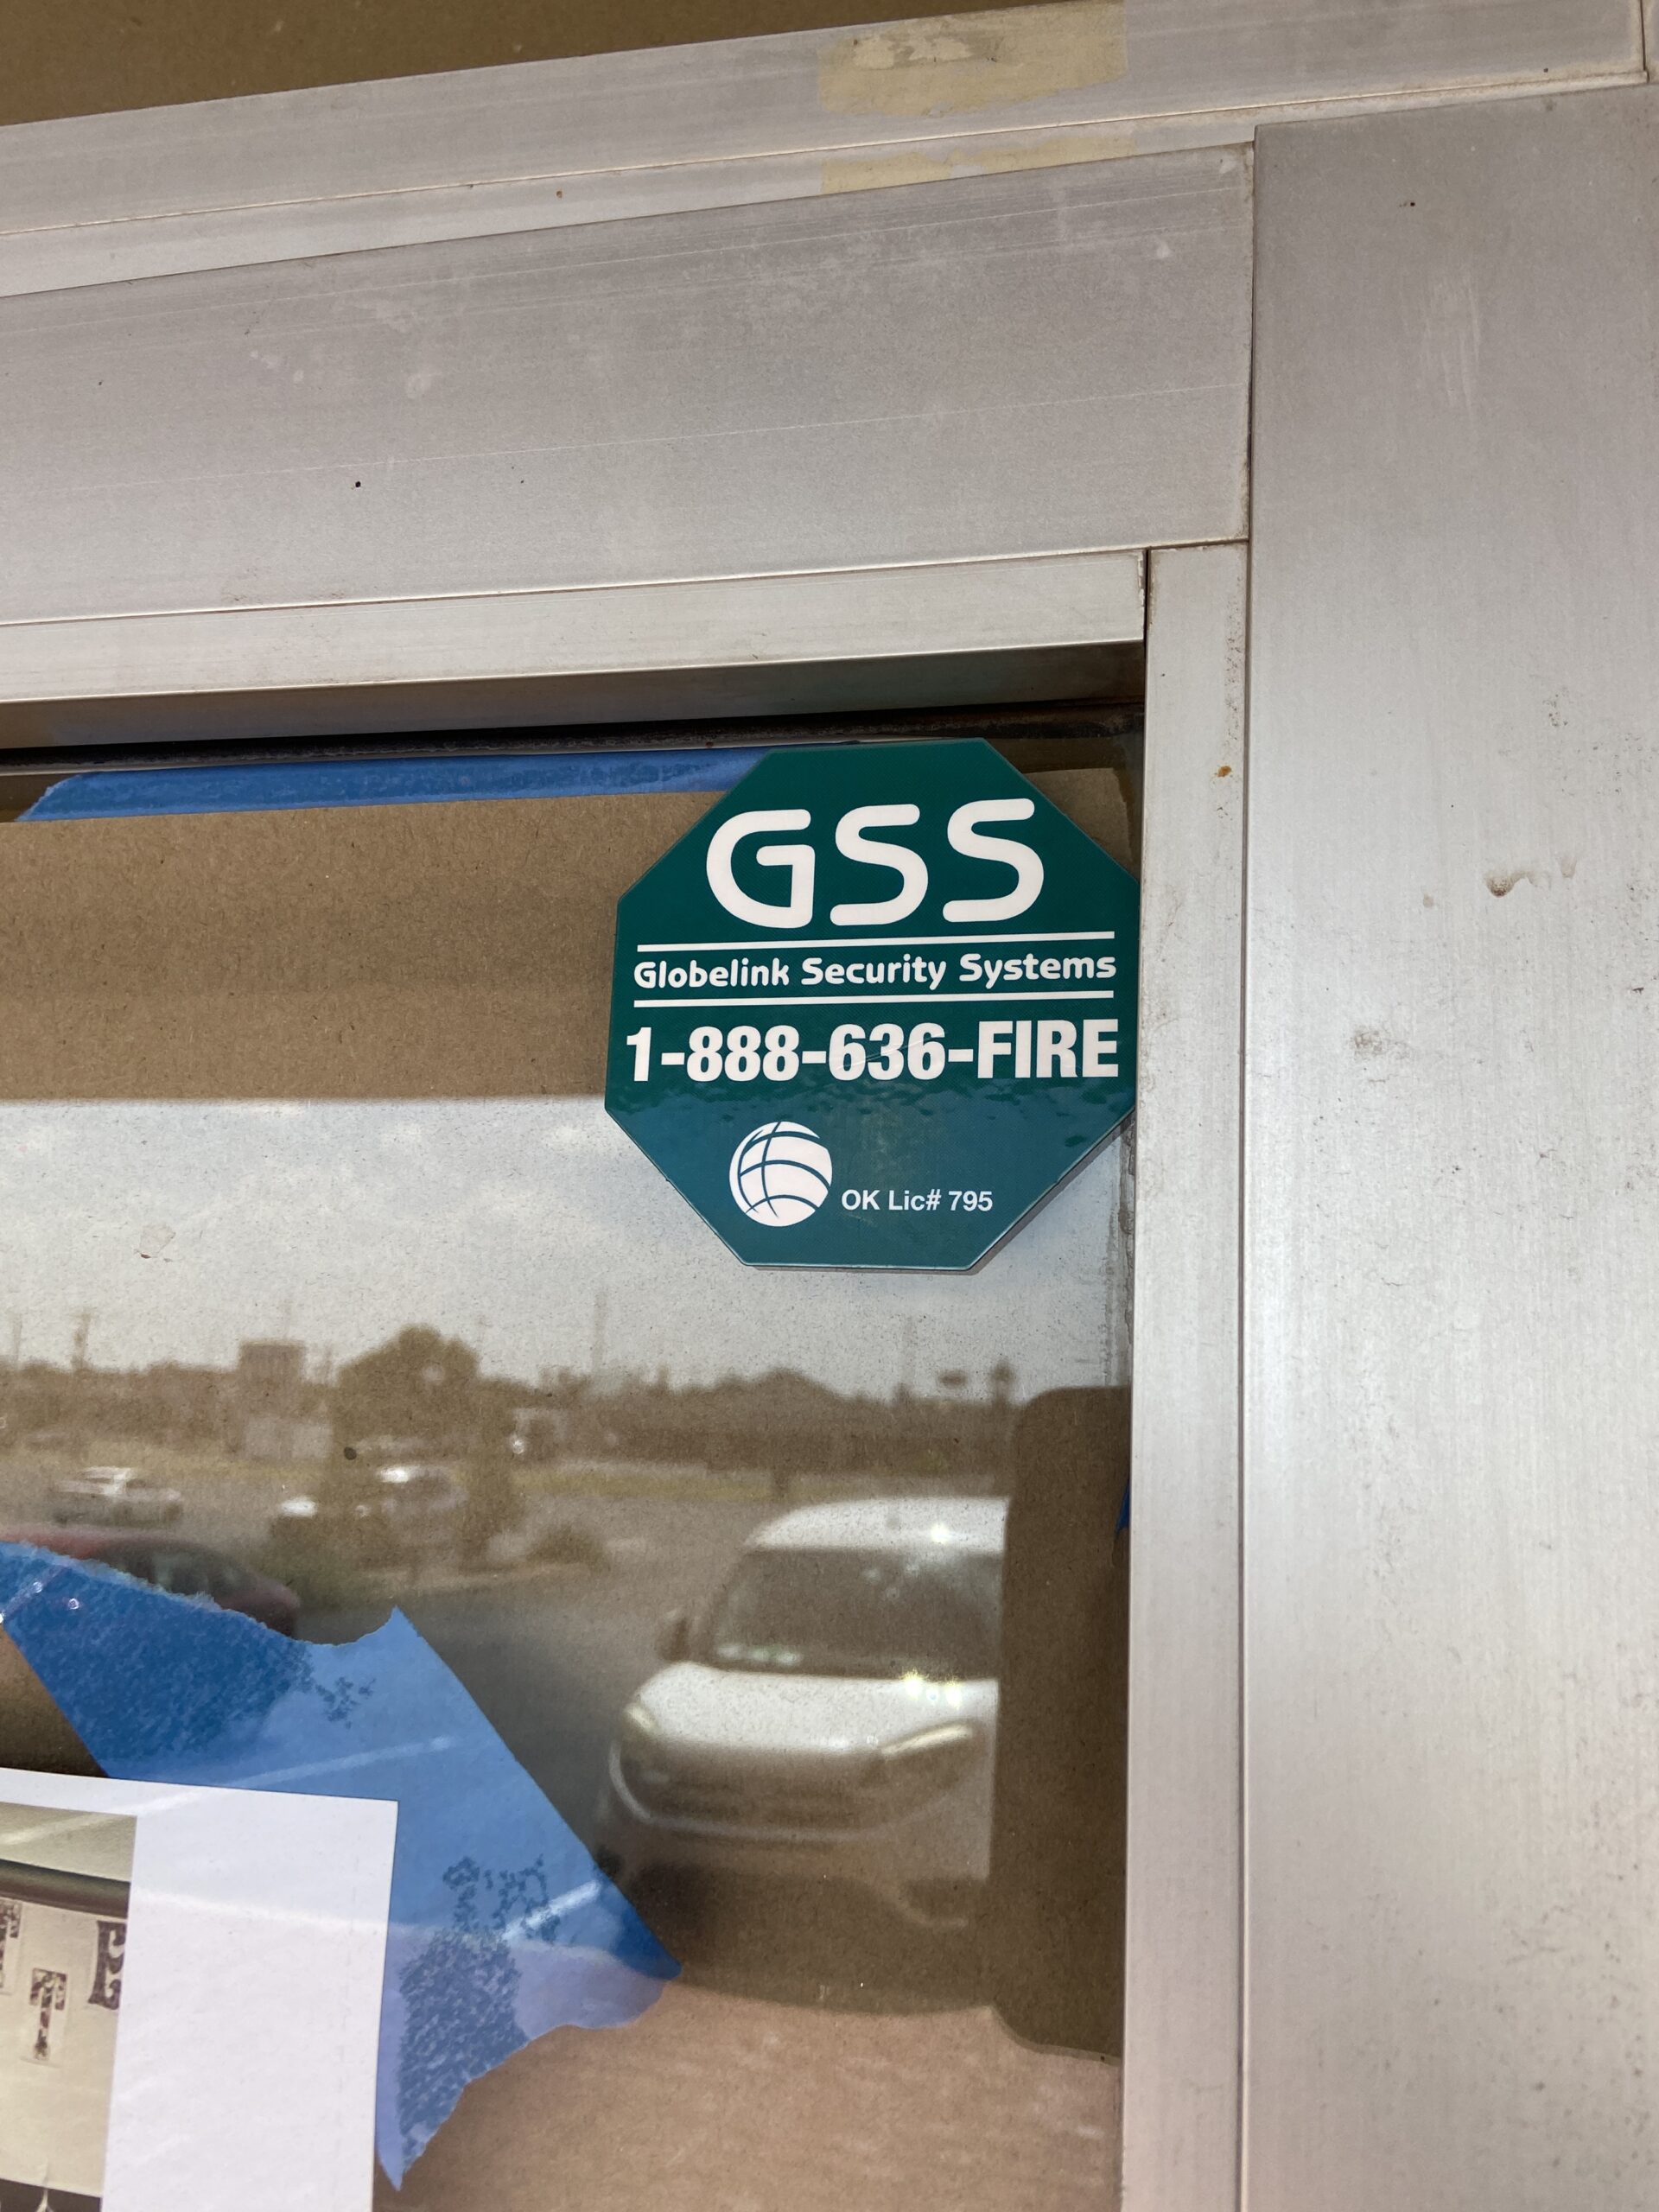 GSS
Globelink Security Systems
1-888-636-FIRE
OK Lic# 795